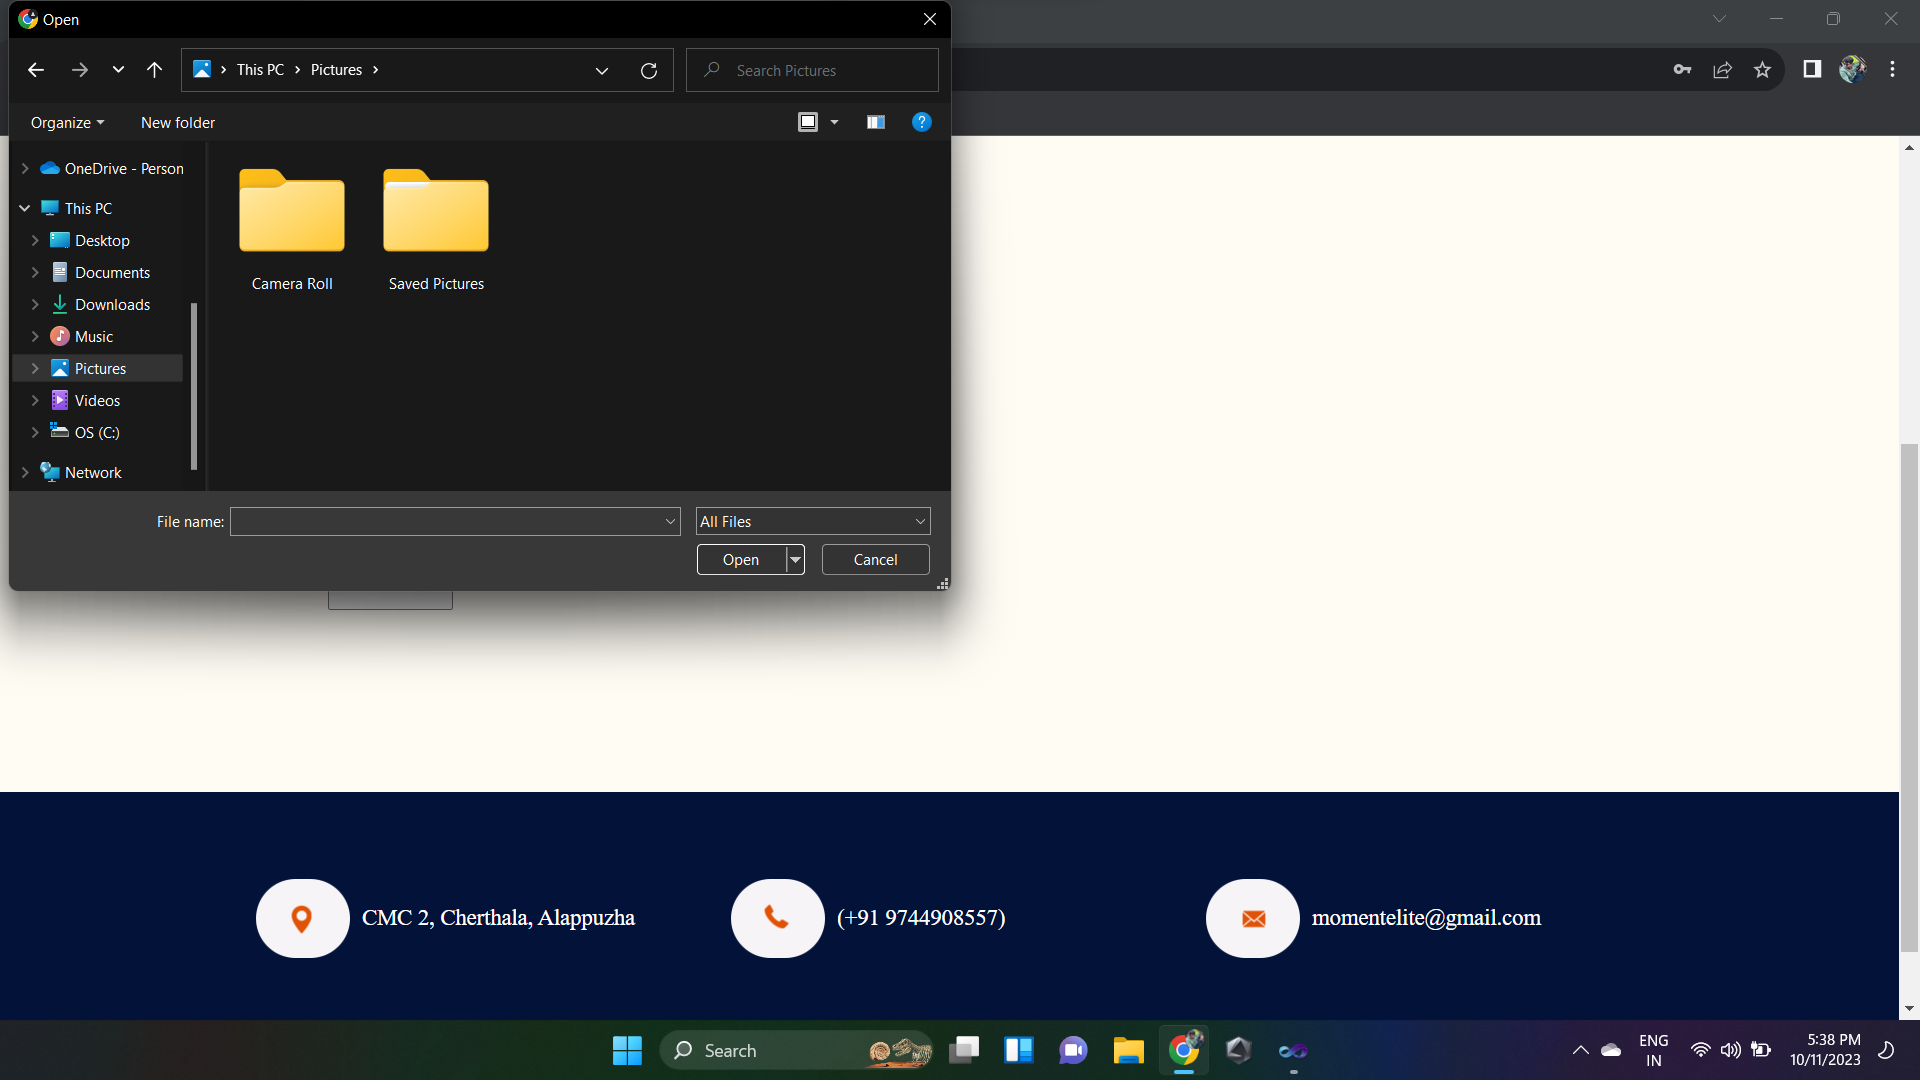 Open
This PC
Pictures
Search Pictures
Organize
New folder
OneDrive - Person
This PC
Desktop
Documents
Downloads
Music
Pictures
Videos
OS (C:)
Network
Camera Roll
Saved Pictures
File name:
All Files
Open
Cancel
CMC 2, Cherthala, Alappuzha
(+91 9744908557)
momentelite@gmail.com
Search
ENG
IN
5:38 PM
10/11/2023